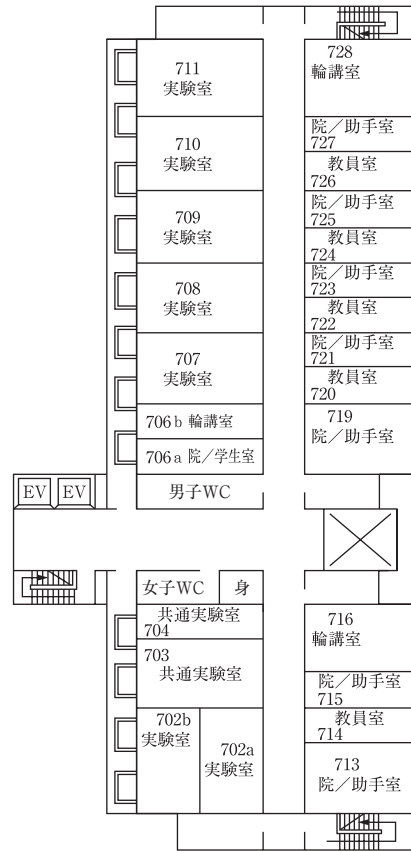 711
実験室
710
実験室
709
実験室
708
実験室
707
実験室
706b 輪講室
706a 院／学生室
男子WC
728
輪講室
院／助手室
727
教員室
726
院／助手室
725
教員室
724
院／助手室
723
教員室
722
院／助手室
721
教員室
720
719
院／助手室
EV
EV
女子WC
身
共通実験室
704
703
共通実験室
702b
実験室
702a
実験室
716
輪講室
院／助手室
715
教員室
714
713
院／助手室